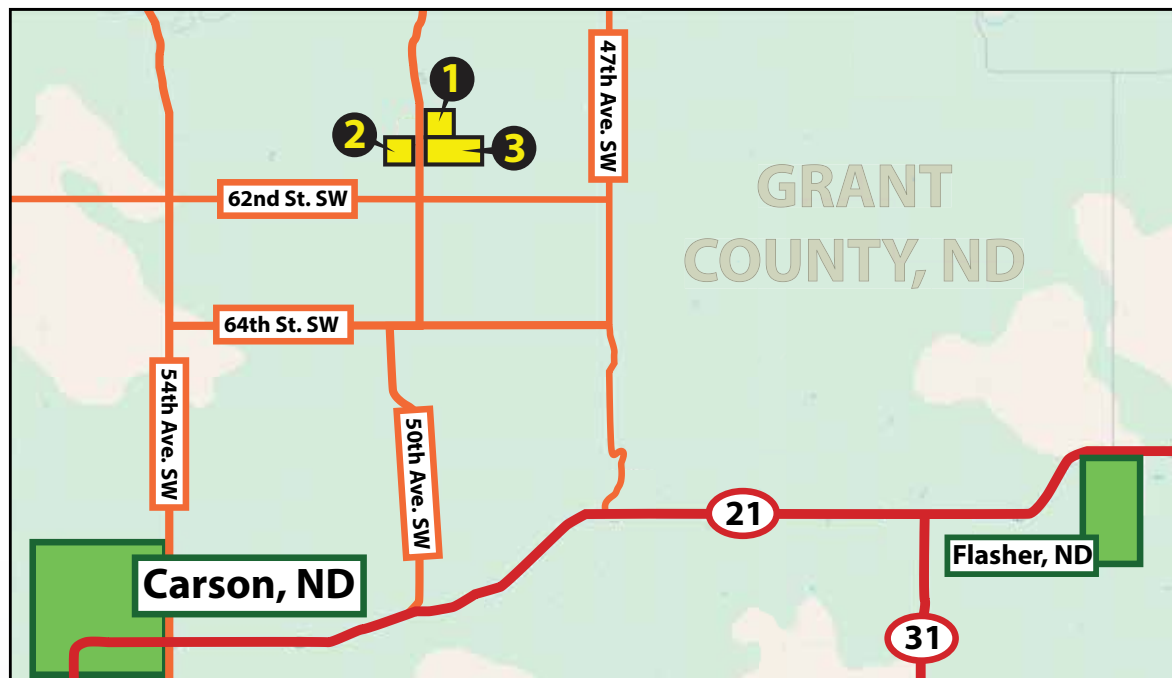 47th Ave. SW
1
2
3
62nd St. SW
GRANT
COUNTY, ND
64th St. SW
54th Ave. SW
50th Ave. SW
21
Flasher, ND
Carson, ND
31